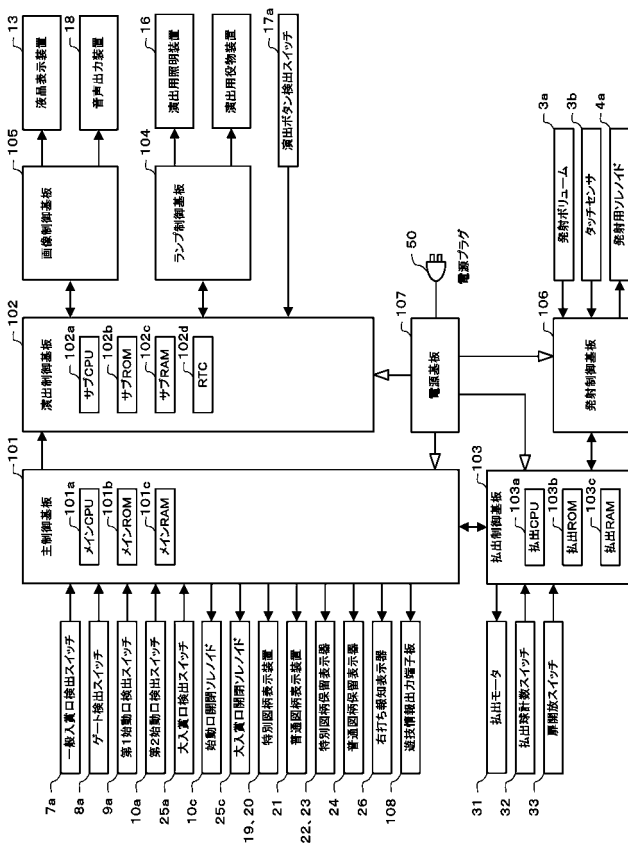 7a 一般入賞口検出スイッチ
8a ゲート検出スイッチ
9a 第1始動口検出スイッチ
10a 第2始動口検出スイッチ
25a 大入賞口検出スイッチ
10c 始動口開閉ソレノイド
25c 大入賞口開閉ソレノイド
19、20 特別図柄表示装置
21 普通図柄表示装置
22、23 特別図柄保留表示器
24 普通図柄保留表示器
26 右打ち報知表示器
108 遊技情報出力端子板
31 払出モータ
32 払出球計数スイッチ
33 扉開放スイッチ
101
主制御基板
101a
メインCPU
101b
メインROM
101c
メインRAM
103
払出制御基板
103a
払出CPU
103b
払出ROM
103c
払出RAM
102
演出制御基板
102a
サブCPU
102b
サブROM
102c
サブRAM
102d
RTC
107
電源基板
50
電源プラグ
106
発射制御基板
105
画像制御基板
104
ランプ制御基板
13
液晶表示装置
18
音声出力装置
16
演出用照明装置
演出用役物装置
17a
演出ボタン検出スイッチ
3a
発射ボリューム
3b
タッチセンサ
4a
発射用ソレノイド